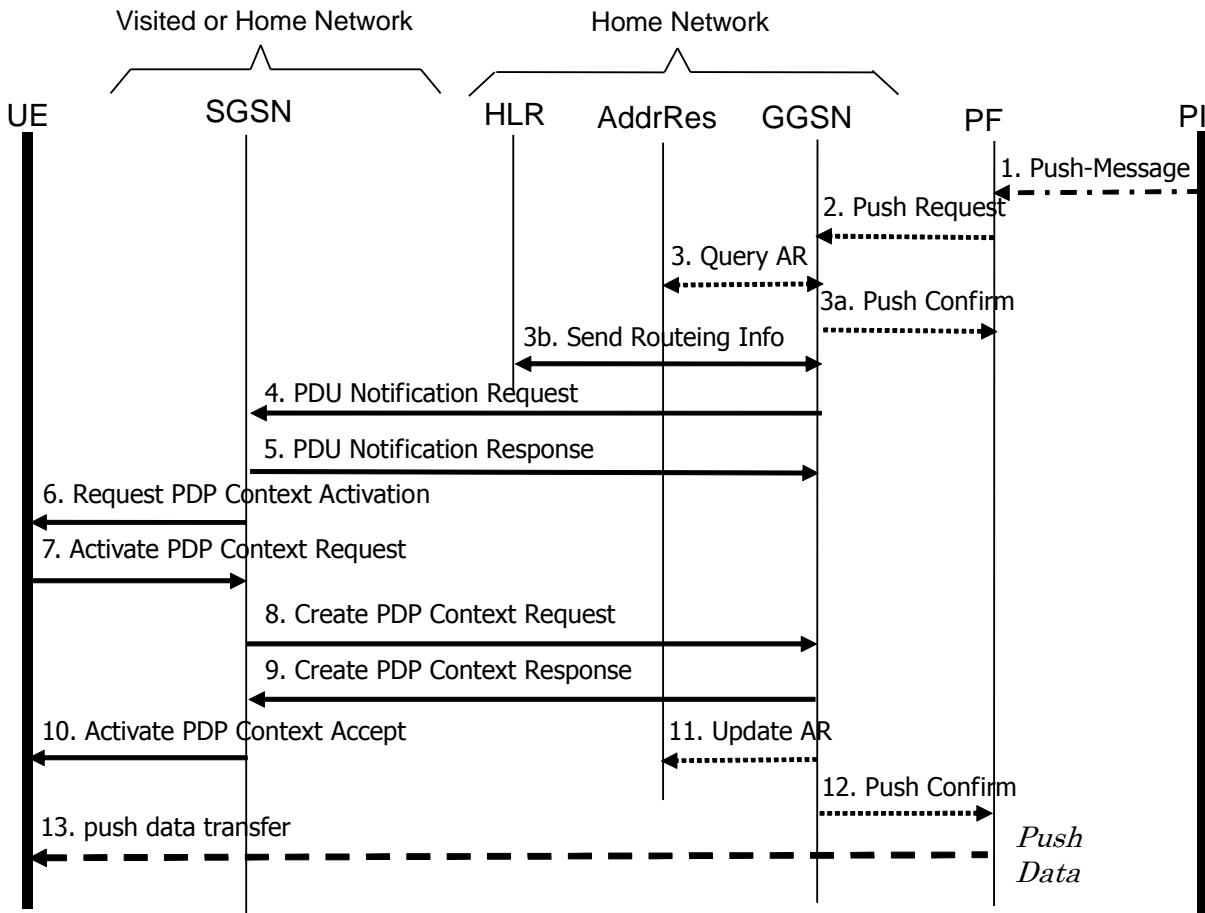 Visited or Home Network
Home Network
UE
SGSN
HLR
AddrRes
GGSN
PF
PI
1. Push-Message
2. Push Request
3. Query AR
3a. Push Confirm
3b. Send Routeing Info
4. PDU Notification Request
5. PDU Notification Response
6. Request PDP Context Activation
7. Activate PDP Context Request
8. Create PDP Context Request
9. Create PDP Context Response
10. Activate PDP Context Accept
11. Update AR
12. Push Confirm
13. push data transfer
Push
Data